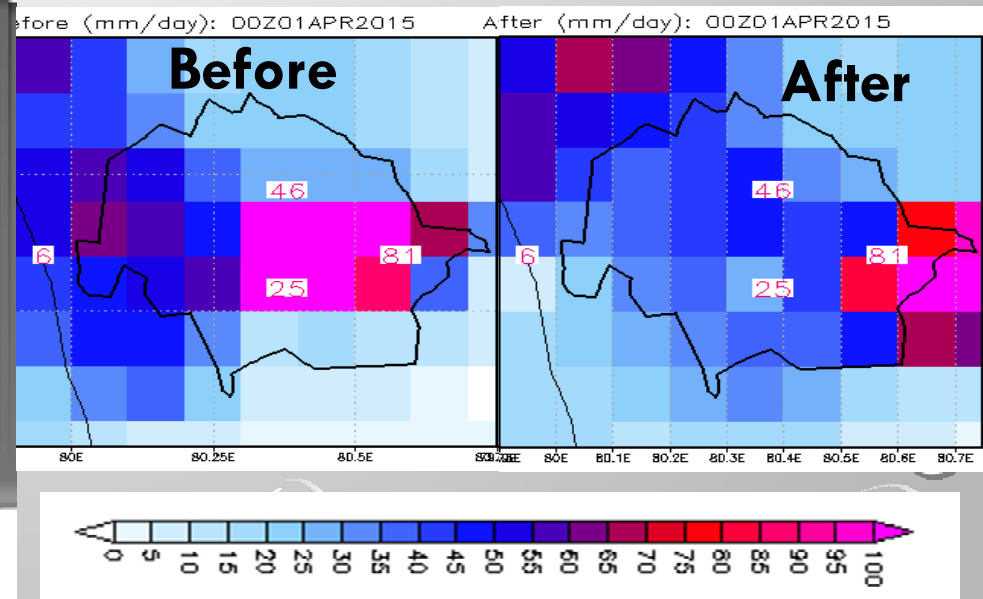 efore (mm/day): 00Z01APR2015
After (mm/day): 00Z01APR2015
Before
After
46
6
81
25
46
6
81
25
80E 80.25E 80.5E
80E 80.1E 80.2E 80.3E 80.4E 80.5E 80.6E 80.7E
0 5 10 15 20 25 30 35 40 45 50 55 60 65 70 75 80 85 90 95 100